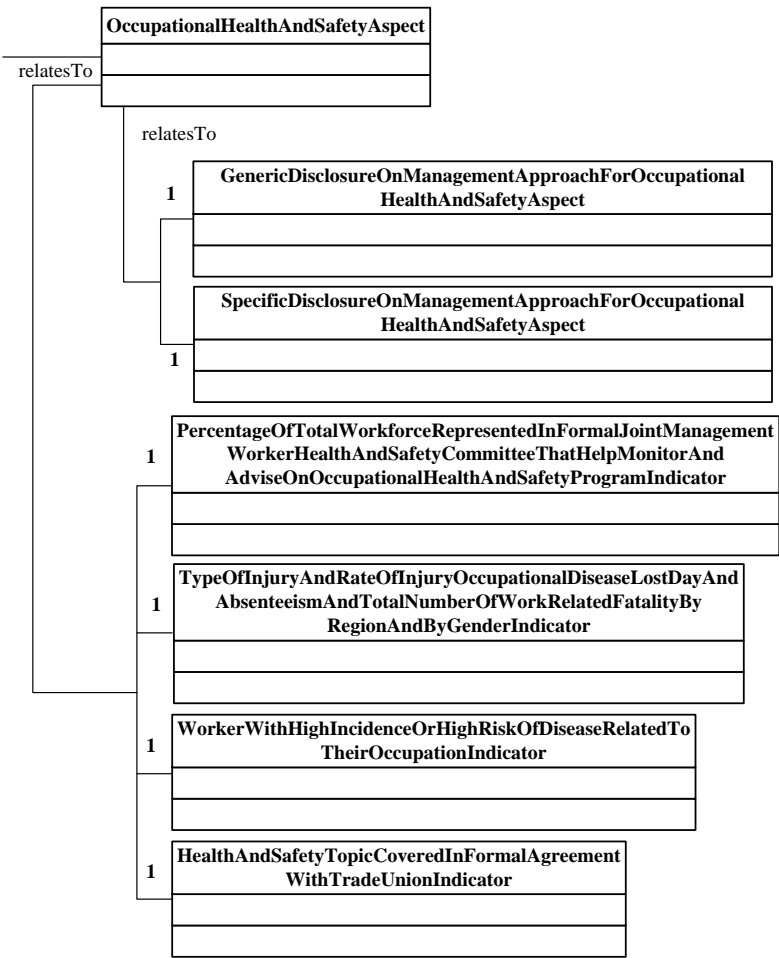 OccupationalHealthAndSafetyAspect
relatesTo
relatesTo
1
GenericDisclosureOnManagementApproachForOccupational
HealthAndSafetyAspect
SpecificDisclosureOnManagementApproachForOccupational
HealthAndSafetyAspect
1
PercentageOfTotalWorkforceRepresentedInFormalJointManagement
WorkerHealthAndSafetyCommitteeThatHelpMonitorAnd
AdviseOnOccupationalHealthAndSafetyProgramIndicator
1
TypeOfInjuryAndRateOfInjuryOccupationalDiseaseLostDayAnd
AbsenteeismAndTotalNumberOfWorkRelatedFatalityBy
RegionAndByGenderIndicator
1
WorkerWithHighIncidenceOrHighRiskOfDiseaseRelatedTo
TheirOccupationIndicator
1
HealthAndSafetyTopicCoveredInFormalAgreement
WithTradeUnionIndicator
1